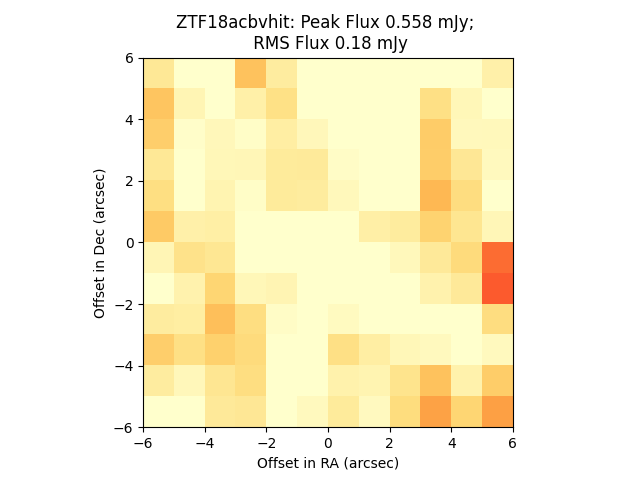 ZTF18acbvhit: Peak Flux 0.558 mJy;
RMS Flux 0.18 mJy
6
4
2
0
−2
−4
−6
Offset in Dec (arcsec)
−6 −4 −2 0 2 4 6
Offset in RA (arcsec)